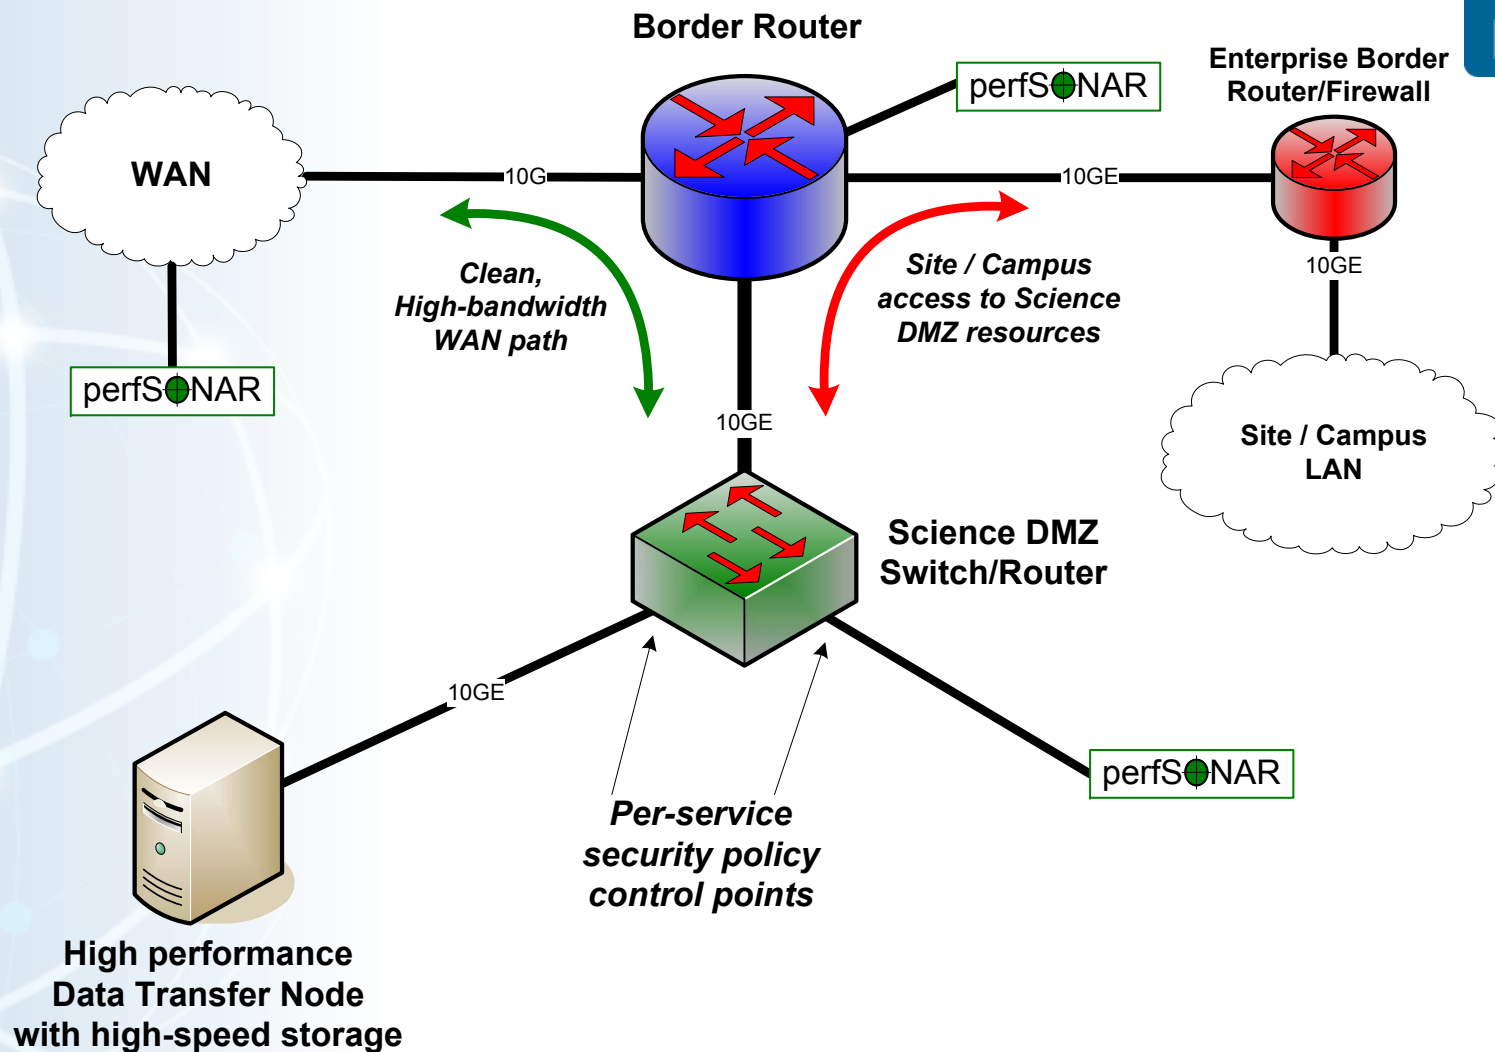 Border Router
perfSONAR
Enterprise Border
Router/Firewall
WAN
10G
10GE
10GE
Clean,
High-bandwidth
WAN path
Site / Campus
access to Science
DMZ resources
perfSONAR
10GE
Site / Campus
LAN
Science DMZ
Switch/Router
10GE
perfSONAR
Per-service
security policy
control points
High performance
Data Transfer Node
with high-speed storage